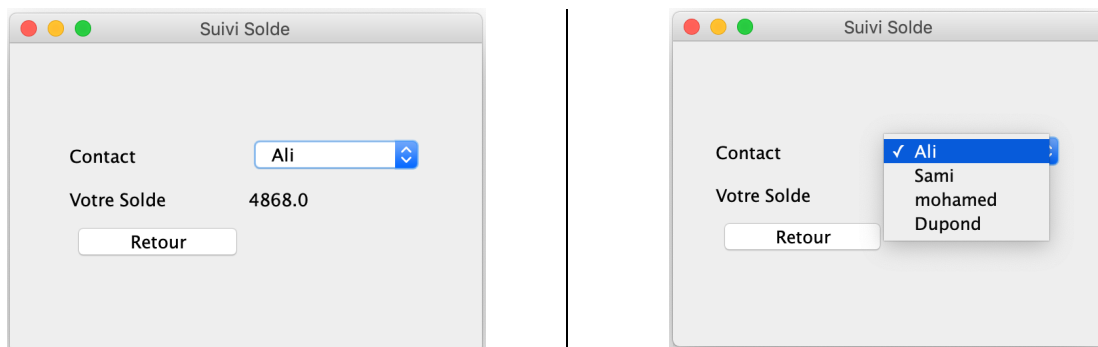 Suivi Solde
Contact
Ali
Votre Solde
4868.0
Retour
Suivi Solde
Contact
✓ Ali
Sami
mohamed
Dupond
Votre Solde
Retour